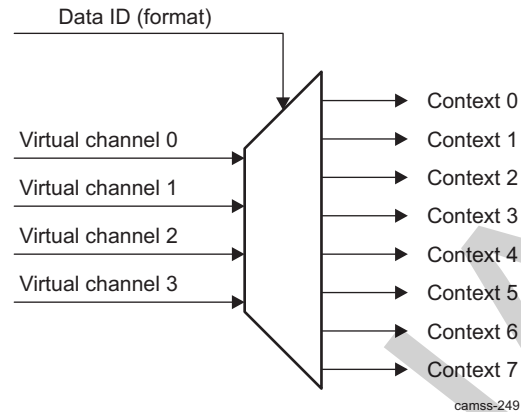 Data ID (format)
Virtual channel 0
Virtual channel 1
Virtual channel 2
Virtual channel 3
Context 0
Context 1
Context 2
Context 3
Context 4
Context 5
Context 6
Context 7
camss-249